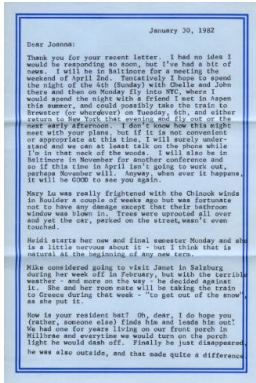 January 30, 1982
Dear Joanna:
Thank you for your recent letter. I had no idea I
would be responding so soon, but I've had a bit of
news. I will be in Baltimore for a meeting the
weekend of April 2nd. Tentatively I hope to spend
the night of the 4th (Sunday) with Chelle and John
there and then on Monday fly into NYC, where I
would spend the night with a friend I met in Aspen
this summer, and could possibly take the train to
Brewster (or wherever) on Tuesday, 6th, and either
return to New York that evening and fly out or the
next early afternoon. I don't know how this might
meet with your plans, but if it is not convenient
or appropriate at this time, I will surely under-
stand and we can at least talk on the phone while
I'm in that neck of the woods. I will also be in
Baltimore in November for another conference and
so if this time in April isn't going to work out,
perhaps November will. Anyway, when ever it happens,
it will be GOOD to see you again.
Mary Lu was really frightened with the Chinook winds
in Boulder a couple of weeks ago but was fortunate
not to have any damage except that their bathroom
window was blown in. Trees were uprooted all over
and yet the car, parked on the street, wasn't even
touched.
Heidi starts her new and final semester Monday and she
is a little nervous about it - but I think that is
natural at the beginning of any new term.
Mike considered going to visit Janet in Salzburg
during her week off in February, but with the terrible
weather - and more on the way - he decided against
it. She and her room mate will be taking the train
to Greece during that week - "to get out of the snow",
as she put it.
Now is your resident bat? Oh, dear, I do hope you
(rather, someone else) finds him and leads him out!
We had one for years living on our front porch in
Millbrae and everytime we would turn on the porch
light he would dash off. Finally he just disappeared,
he was also outside, and that made quite a difference